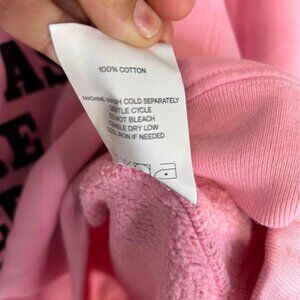 100% COTTON
MACHINE WASH COLD SEPARATELY
GENTLE CYCLE
DO NOT BLEACH
TUMBLE DRY LOW
COOL IRON IF NEEDED